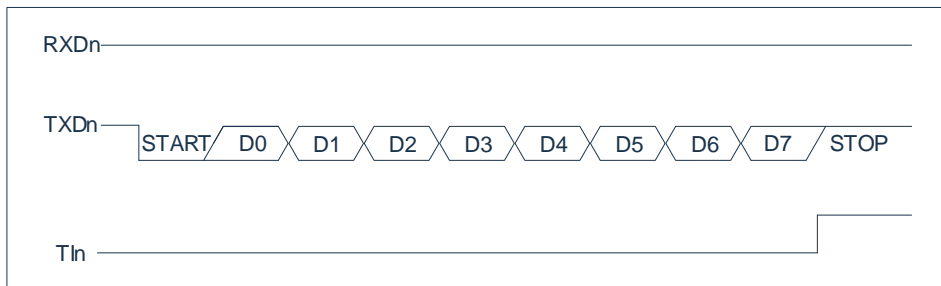 RXDn
TXDn
START D0 D1 D2 D3 D4 D5 D6 D7 STOP
TIn